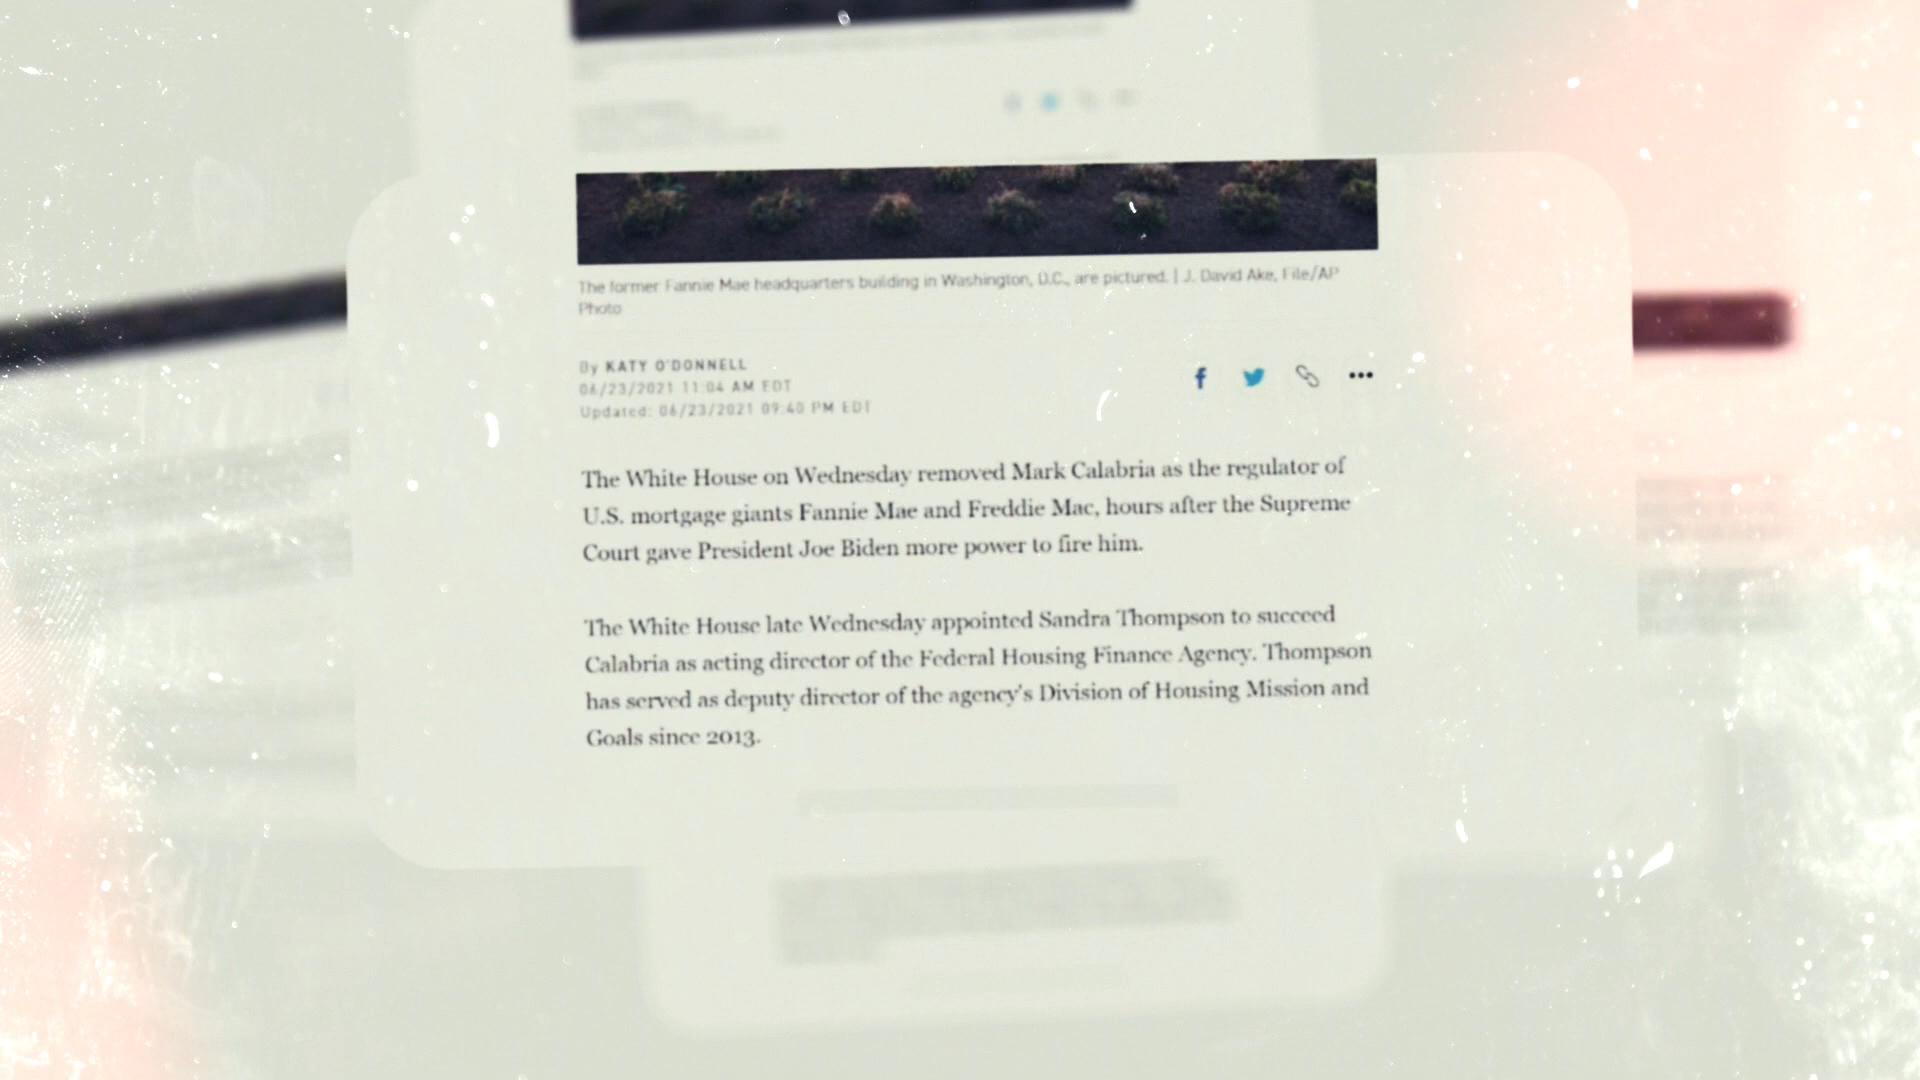 The former Fannie Mae headquarters building in Washington, D.C., are pictured. | J. David Ake, File/AP
Photo
By KATY O'DONNELL
06/23/2021 11:04 AM EDT
Updated: 06/23/2021 09:40 PM EDT
The White House on Wednesday removed Mark Calabria as the regulator of
U.S. mortgage giants Fannie Mae and Freddie Mac, hours after the Supreme
Court gave President Joe Biden more power to fire him.
The White House late Wednesday appointed Sandra Thompson to succeed
Calabria as acting director of the Federal Housing Finance Agency. Thompson
has served as deputy director of the agency's Division of Housing Mission and
Goals since 2013.